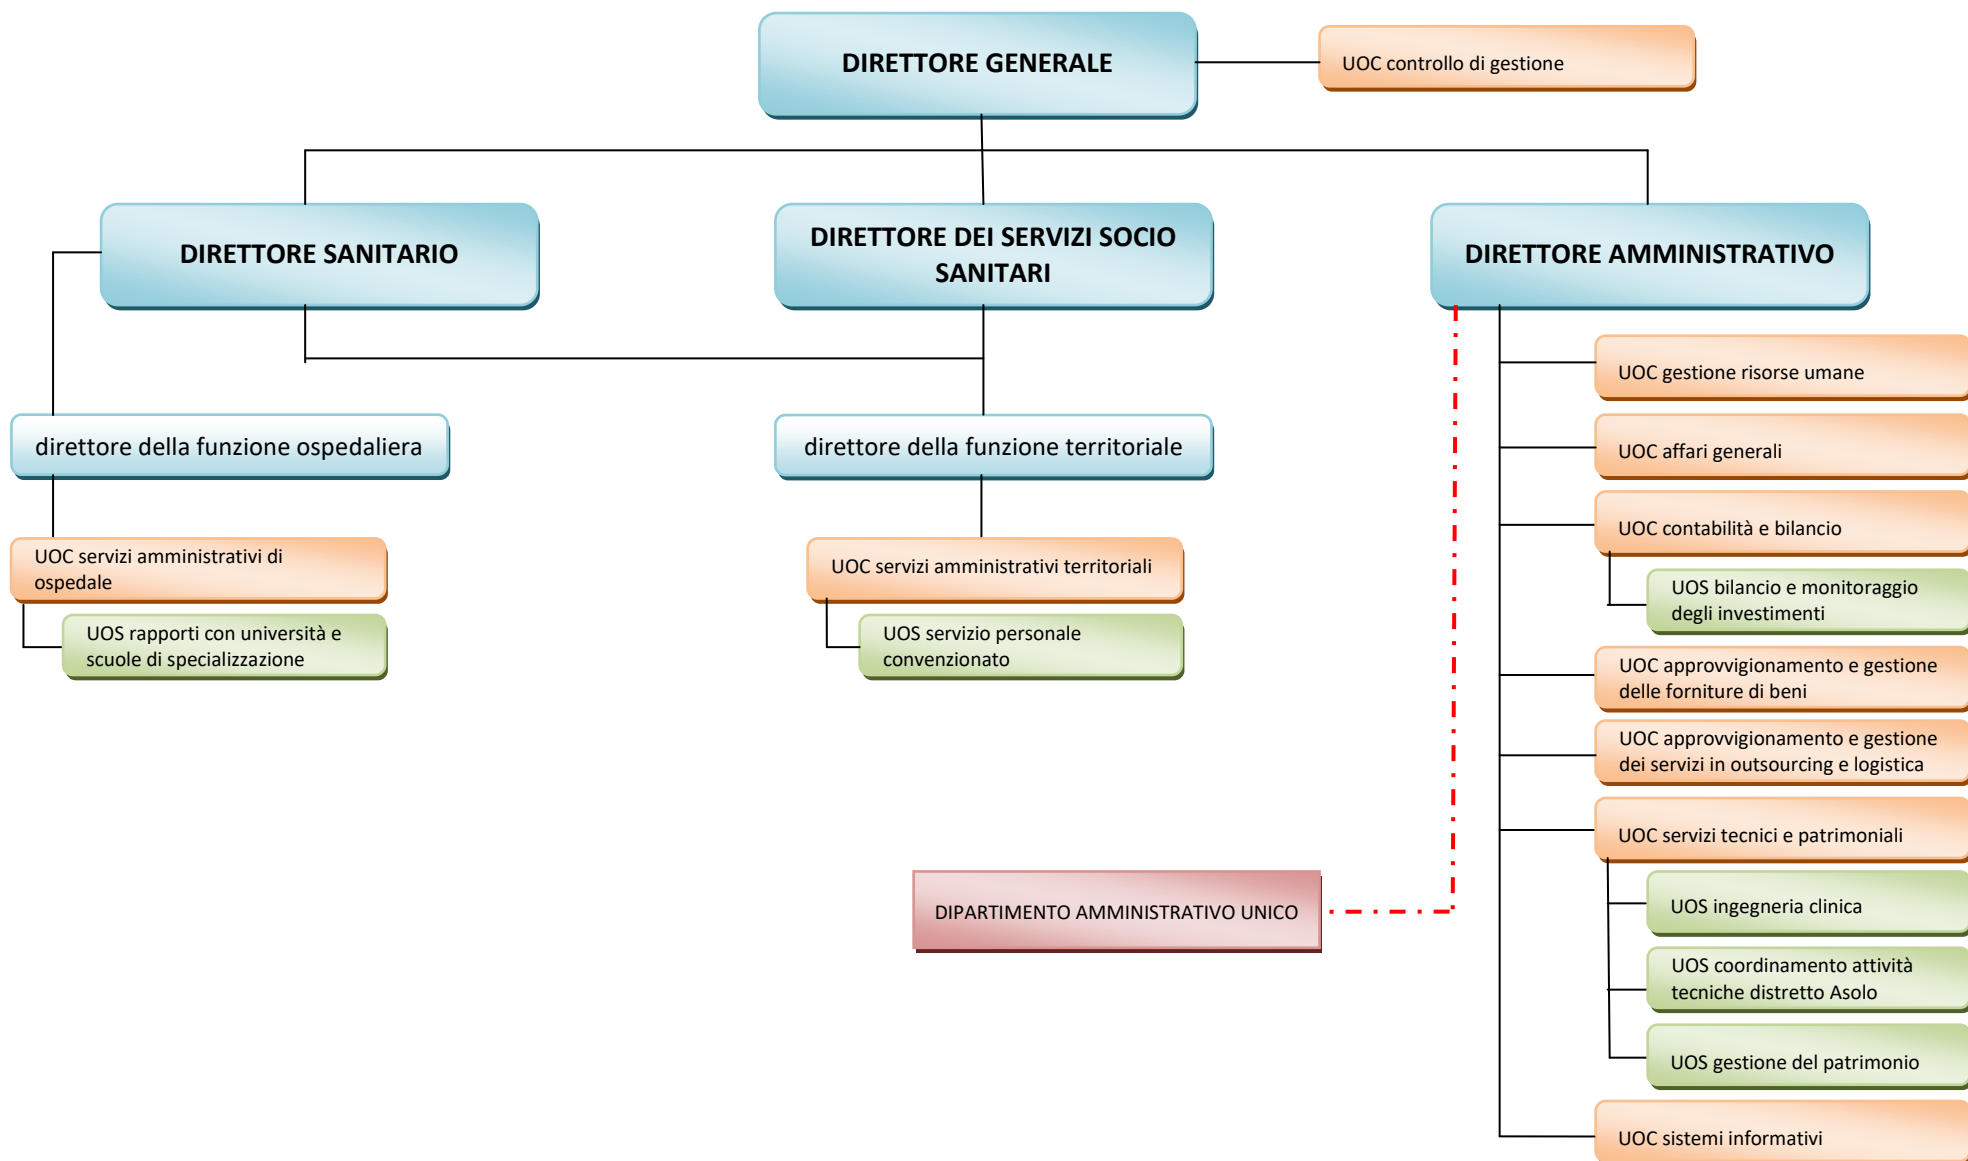 DIRETTORE GENERALE
UOC controllo di gestione
DIRETTORE SANITARIO
DIRETTORE DEI SERVIZI SOCIO
SANITARI
DIRETTORE AMMINISTRATIVO
direttore della funzione ospedaliera
UOC servizi amministrativi di
ospedale
UOS rapporti con università e
scuole di specializzazione
direttore della funzione territoriale
UOC servizi amministrativi territoriali
UOS servizio personale
convenzionato
DIPARTIMENTO AMMINISTRATIVO UNICO
UOC gestione risorse umane
UOC affari generali
UOC contabilità e bilancio
UOS bilancio e monitoraggio
degli investimenti
UOC approvvigionamento e gestione
delle forniture di beni
UOC approvvigionamento e gestione
dei servizi in outsourcing e logistica
UOC servizi tecnici e patrimoniali
UOS ingegneria clinica
UOS coordinamento attività
tecniche distretto Asolo
UOS gestione del patrimonio
UOC sistemi informativi